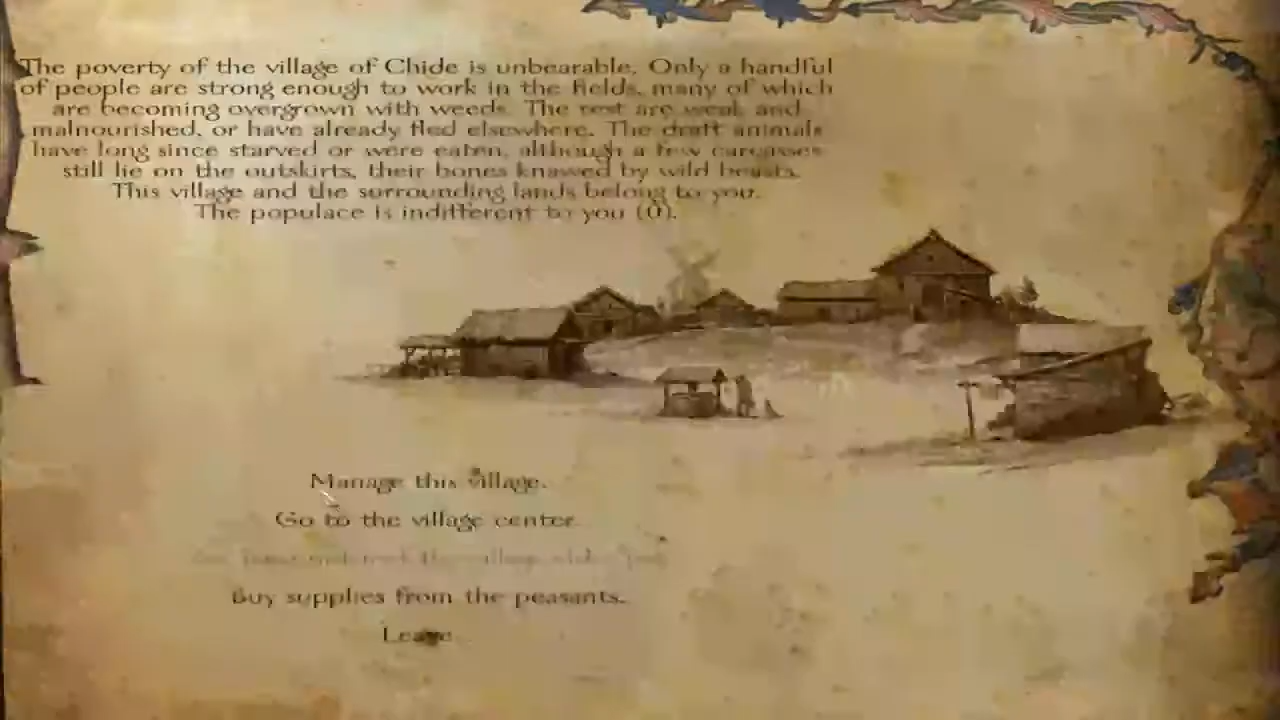 The poverty of the village of Chide is unbearable. Only a handful
of people are strong enough to work in the fields, many of which
are becoming overgrown with weeds. The rest are weak and
malnourished, or have already fled elsewhere. The draft animals
have long since starved or were eaten, although a few carcasses
still lie on the outskirts, their bones knawed by wild beasts.
This village and the surrounding lands belong to you.
The populace is indifferent to you (0).
Manage this village.
Go to the village center.
the village
Buy supplies from the peasants.
Leave.